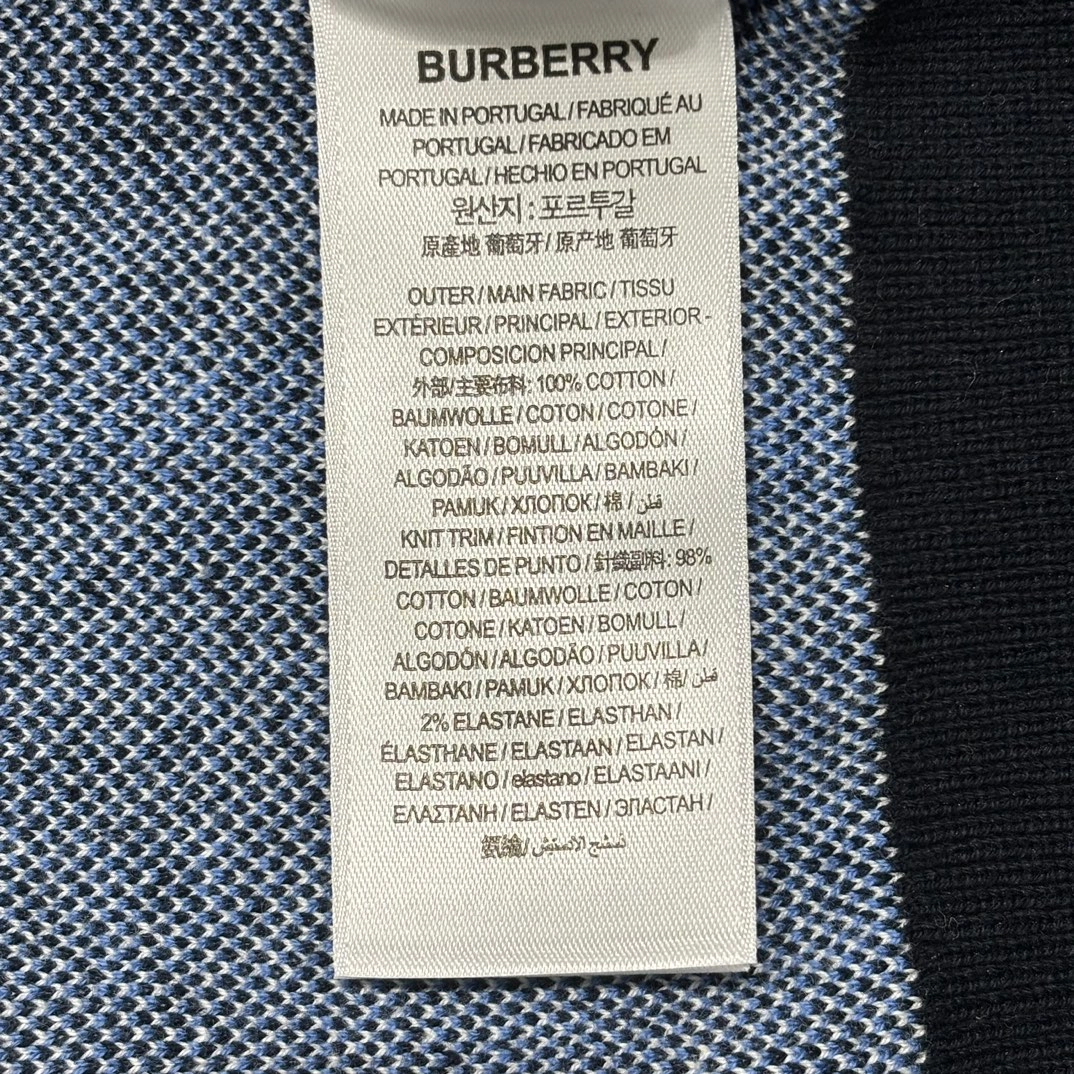 BURBERRY
MADE IN PORTUGAL/FABRIQUÉ AU
PORTUGAL/FABRICADO EM
PORTUGAL/HECHIO EN PORTUGAL
원산지 : 포르투갈
原產地 葡萄牙/原产地 葡萄牙
OUTER/MAIN FABRIC/TISSU
EXTÉRIEUR/PRINCIPAL/EXTERIOR-
COMPOSICION PRINCIPAL/
外部/主要布料: 100% COTTON/
BAUMWOLLE/COTON/COTONE/
KATOEN/BOMULL/ALGODÓN/
ALGODÃO/PUUVILLA/BAMBAKI/
PAMUK/ХЛОПОК/棉/قطن
KNIT TRIM/FINTION EN MAILLE/
DETALLES DE PUNTO/針織副料: 98%
COTTON/BAUMWOLLE/COTON/
COTONE/KATOEN/BOMULL/
ALGODÓN/ALGODÃO/PUUVILLA/
BAMBAKI/PAMUK/ХЛОПОК/棉/قطن
2% ELASTANE/ELASTHAN/
ÉLASTHANE/ELASTAAN/ELASTAN/
ELASTANO/elastano/ELASTAANI/
ΕΛΑΣΤΑΝΗ/ELASTEN/ЭЛАСТАН/